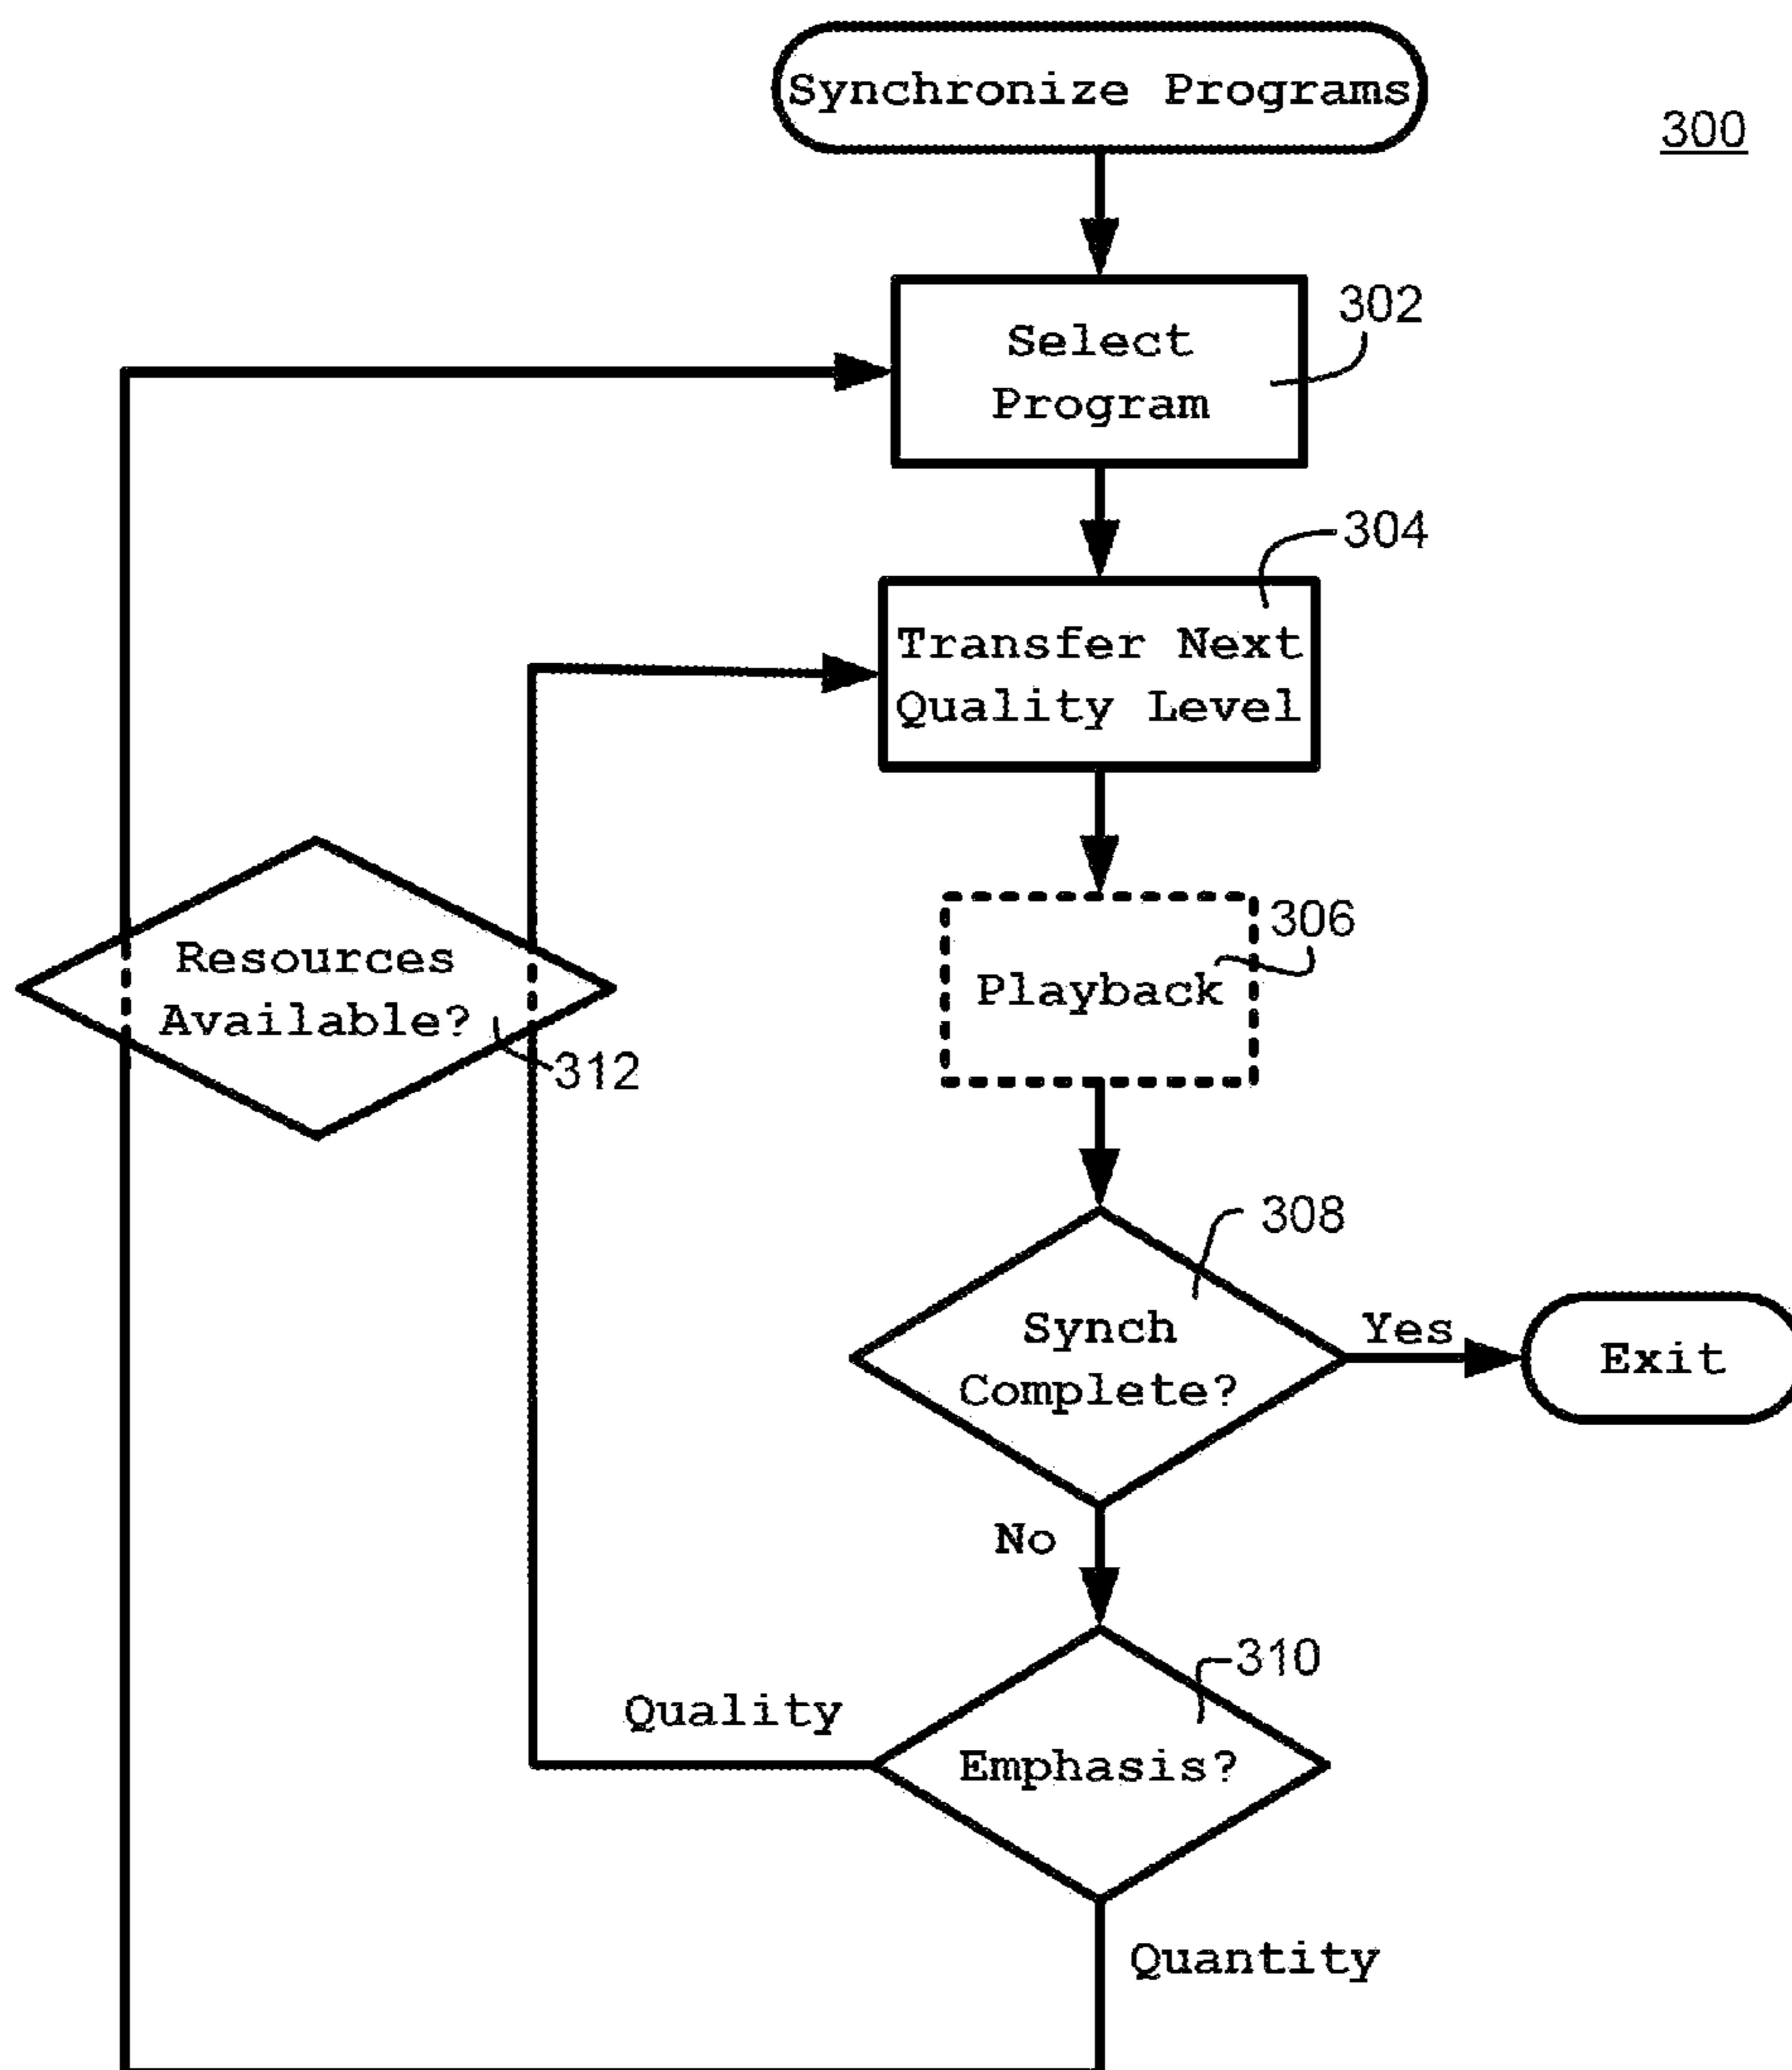 Synchronize Programs
300
302
Select
Program
304
Transfer Next
Quality Level
306
Playback
Resources
Available?
312
308
Synch
Complete?
Yes
Exit
No
310
Quality
Emphasis?
Quantity